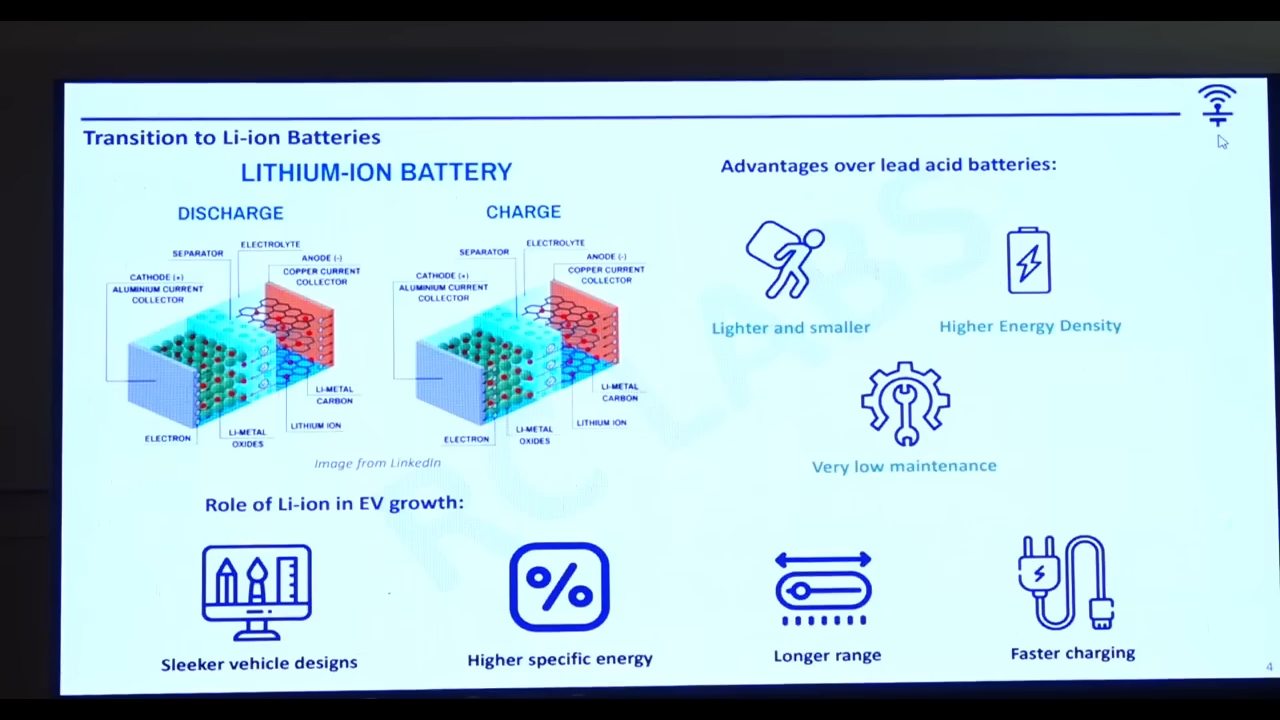 Transition to Li-ion Batteries
LITHIUM-ION BATTERY
DISCHARGE
SEPARATOR
ELECTROLYTE
ANODE (-)
COPPER CURRENT
COLLECTOR
CATHODE (+)
ALUMINIUM CURRENT
COLLECTOR
LI-METAL
CARBON
LITHIUM ION
LI-METAL
OXIDES
ELECTRON
CHARGE
SEPARATOR
ELECTROLYTE
ANODE (-)
COPPER CURRENT
COLLECTOR
CATHODE (+)
ALUMINIUM CURRENT
COLLECTOR
LI-METAL
CARBON
LITHIUM ION
LI-METAL
OXIDES
ELECTRON
Image from LinkedIn
Advantages over lead acid batteries:
Lighter and smaller
Higher Energy Density
Very low maintenance
Role of Li-ion in EV growth:
Sleeker vehicle designs
Higher specific energy
Longer range
Faster charging
4